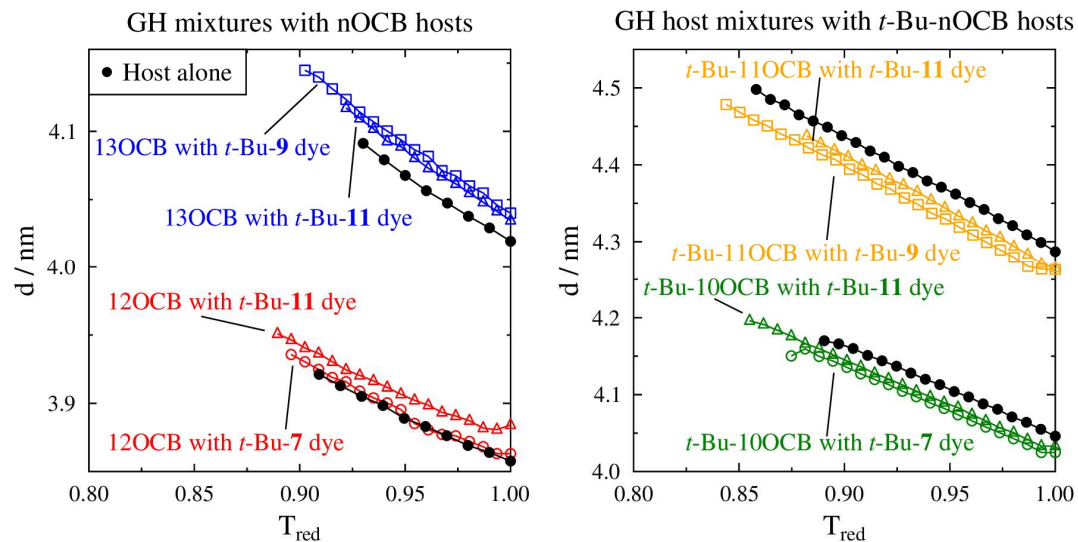 GH mixtures with nOCB hosts
Host alone
13OCB with t-Bu-9 dye
13OCB with t-Bu-11 dye
12OCB with t-Bu-11 dye
12OCB with t-Bu-7 dye
4.1
4.0
3.9
d / nm
0.80
0.90
0.95
1.00
T_red
GH host mixtures with t-Bu-nOCB hosts
t-Bu-11OCB with t-Bu-11 dye
t-Bu-11OCB with t-Bu-9 dye
t-Bu-10OCB with t-Bu-11 dye
t-Bu-10OCB with t-Bu-7 dye
4.5
4.4
4.3
4.2
4.1
4.0
d / nm
0.80
0.85
0.90
0.95
1.00
T_red